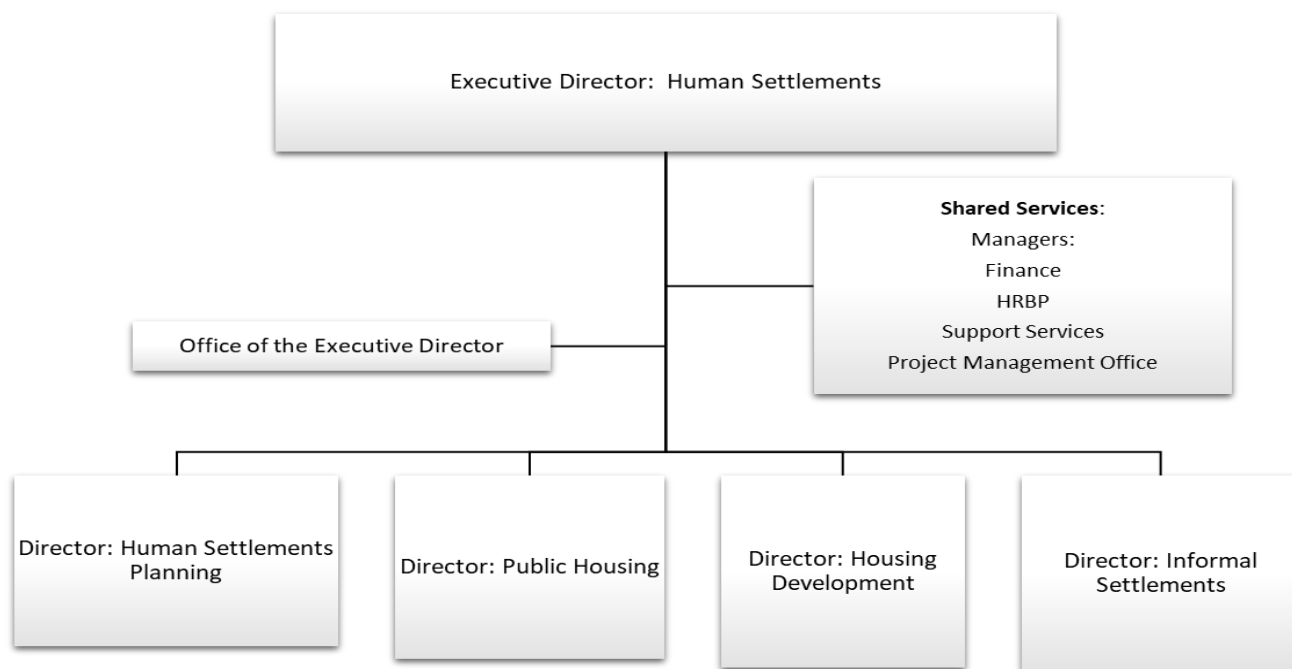 Executive Director: Human Settlements
Shared Services:
Managers:
Finance
HRBP
Support Services
Project Management Office
Office of the Executive Director
Director: Human Settlements
Planning
Director: Public Housing
Director: Housing
Development
Director: Informal
Settlements